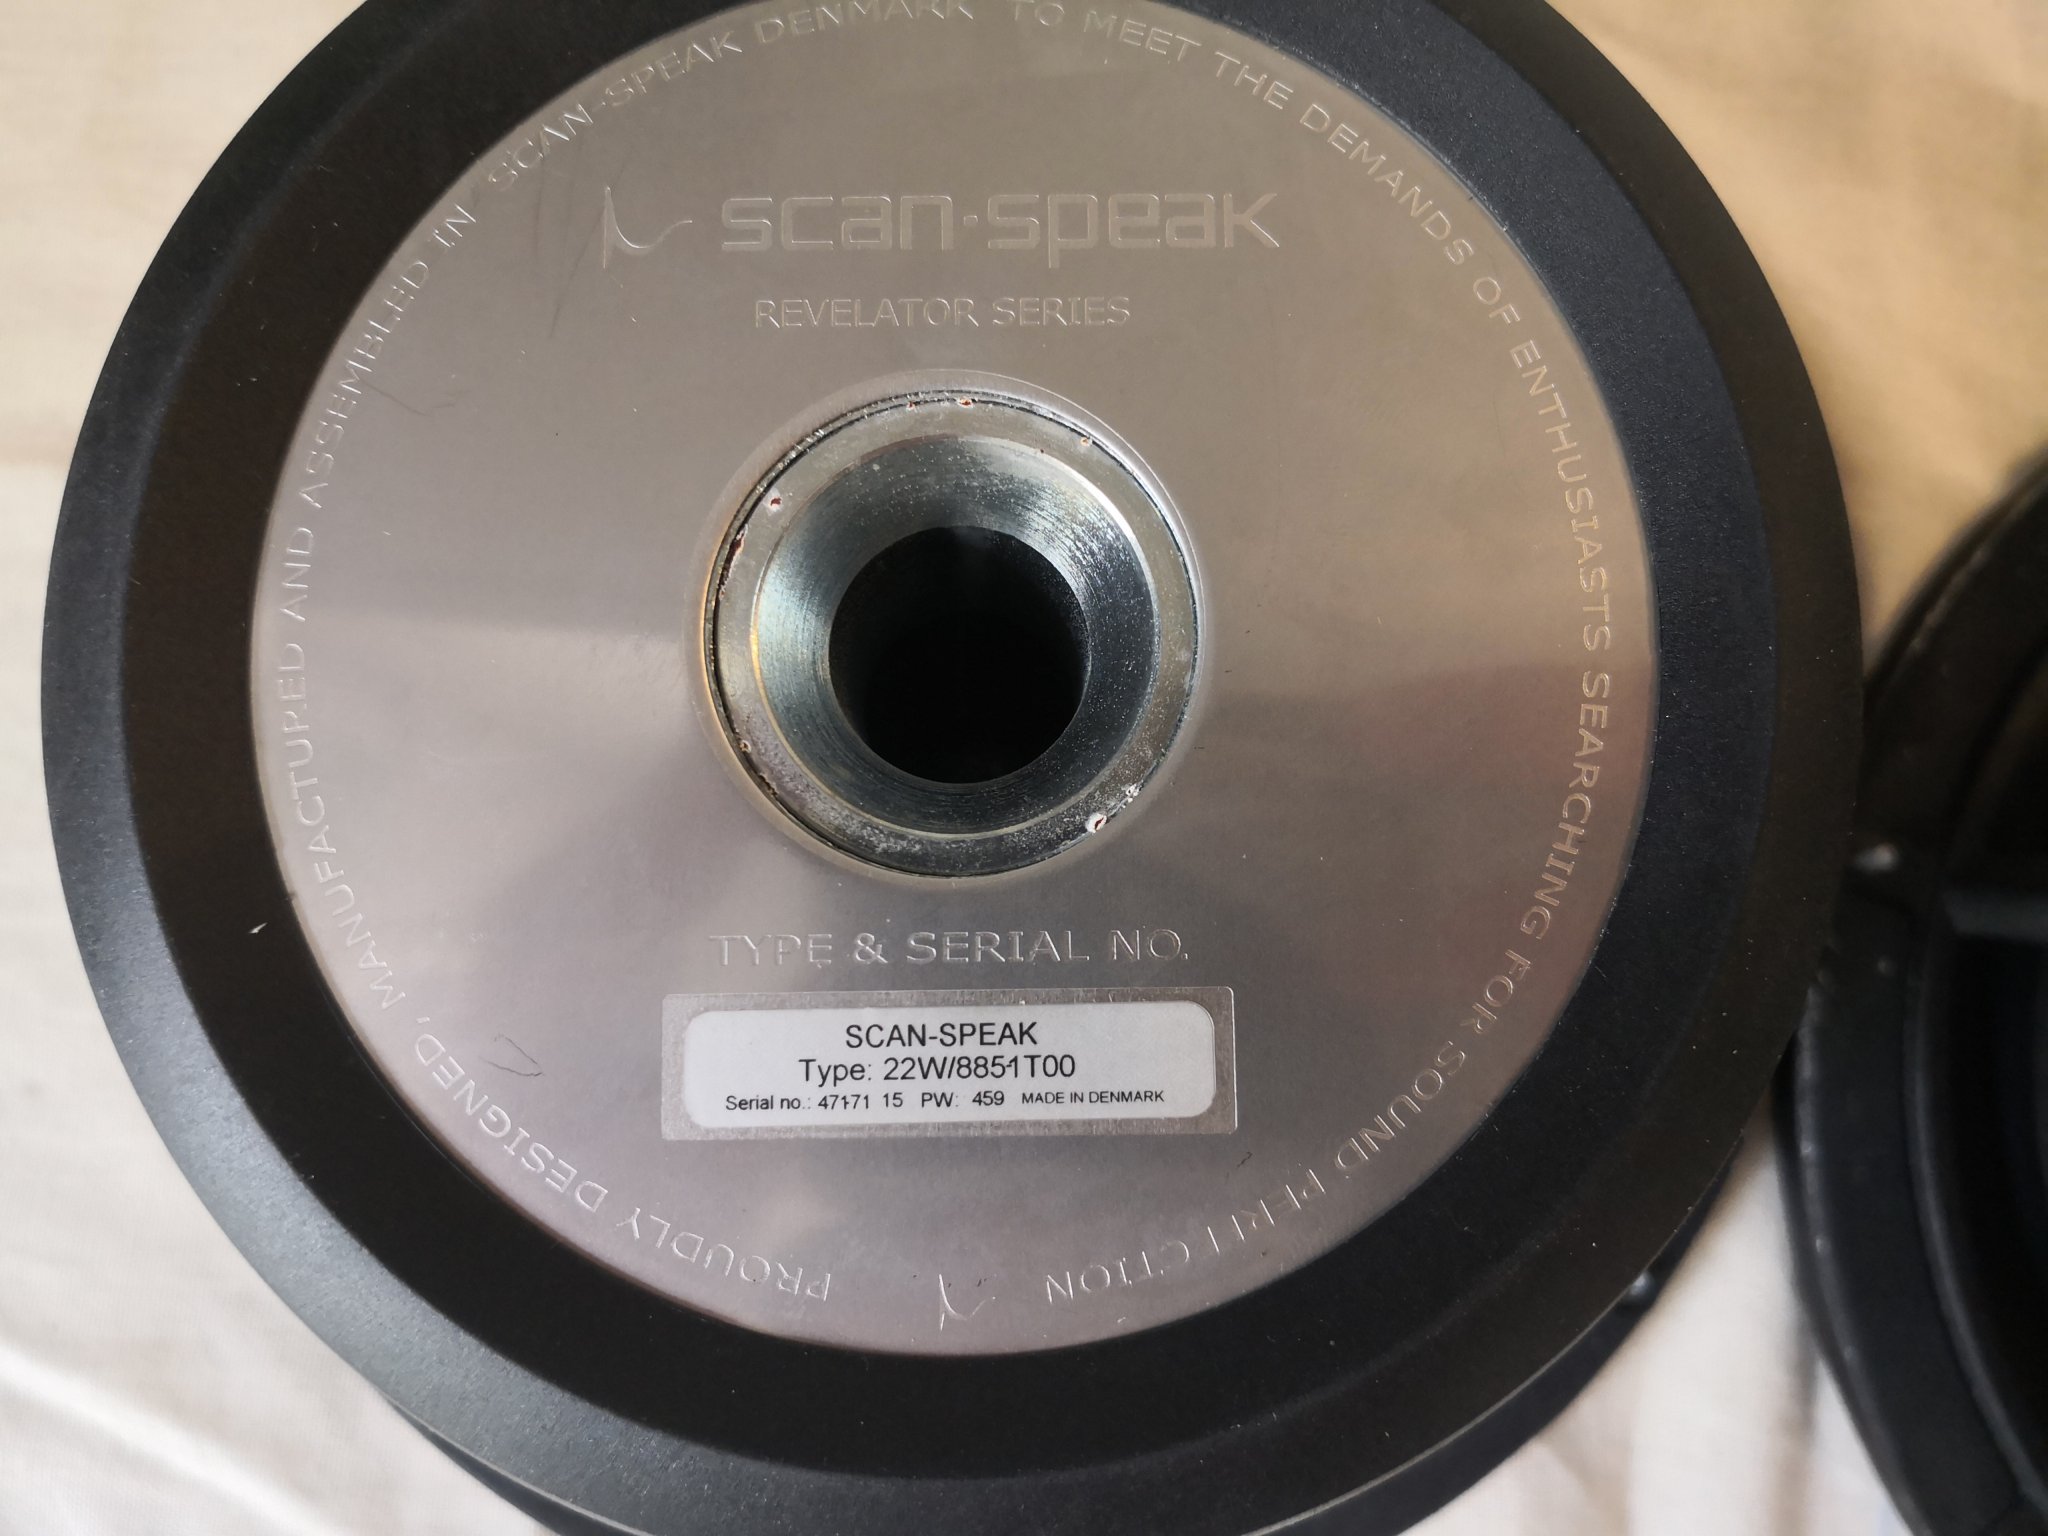 PROUDLY DESIGNED, MANUFACTURED AND ASSEMBLED IN SCAN-SPEAK DENMARK TO MEET THE DEMANDS OF ENTHUSIASTS SEARCHING FOR SOUND PERFECTION
scan-speak
REVELATOR SERIES
TYPE & SERIAL NO.
SCAN-SPEAK
Type: 22W/8851T00
Serial no.: 47171 15 PW: 459 MADE IN DENMARK